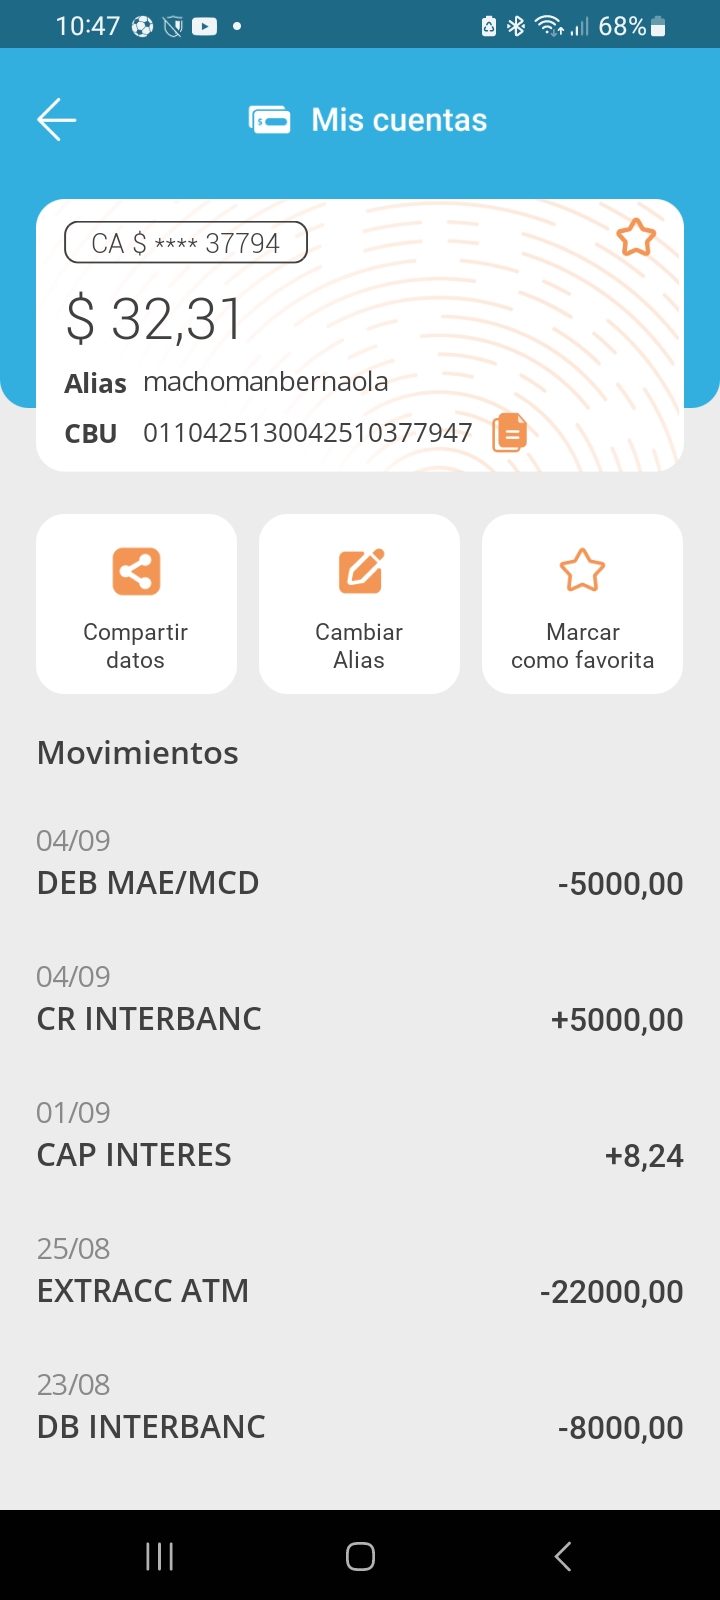 10:47 68%
Mis cuentas
CA $ **** 37794
$ 32,31
Alias machomanbernaola
CBU 0110425130042510377947
Compartir
datos
Cambiar
Alias
Marcar
como favorita
Movimientos
04/09
DEB MAE/MCD -5000,00
04/09
CR INTERBANC +5000,00
01/09
CAP INTERES +8,24
25/08
EXTRACC ATM -22000,00
23/08
DB INTERBANC -8000,00